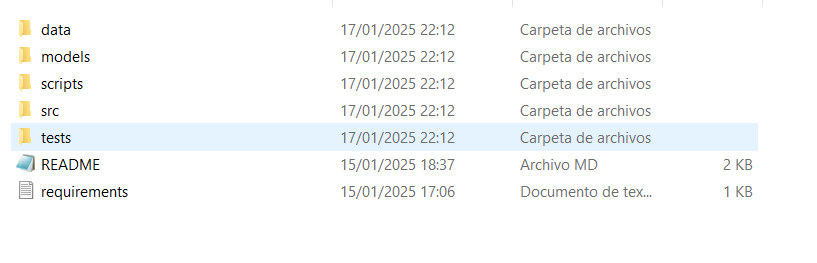 data 17/01/2025 22:12 Carpeta de archivos
models 17/01/2025 22:12 Carpeta de archivos
scripts 17/01/2025 22:12 Carpeta de archivos
src 17/01/2025 22:12 Carpeta de archivos
tests 17/01/2025 22:12 Carpeta de archivos
README 15/01/2025 18:37 Archivo MD 2 KB
requirements 15/01/2025 17:06 Documento de tex... 1 KB